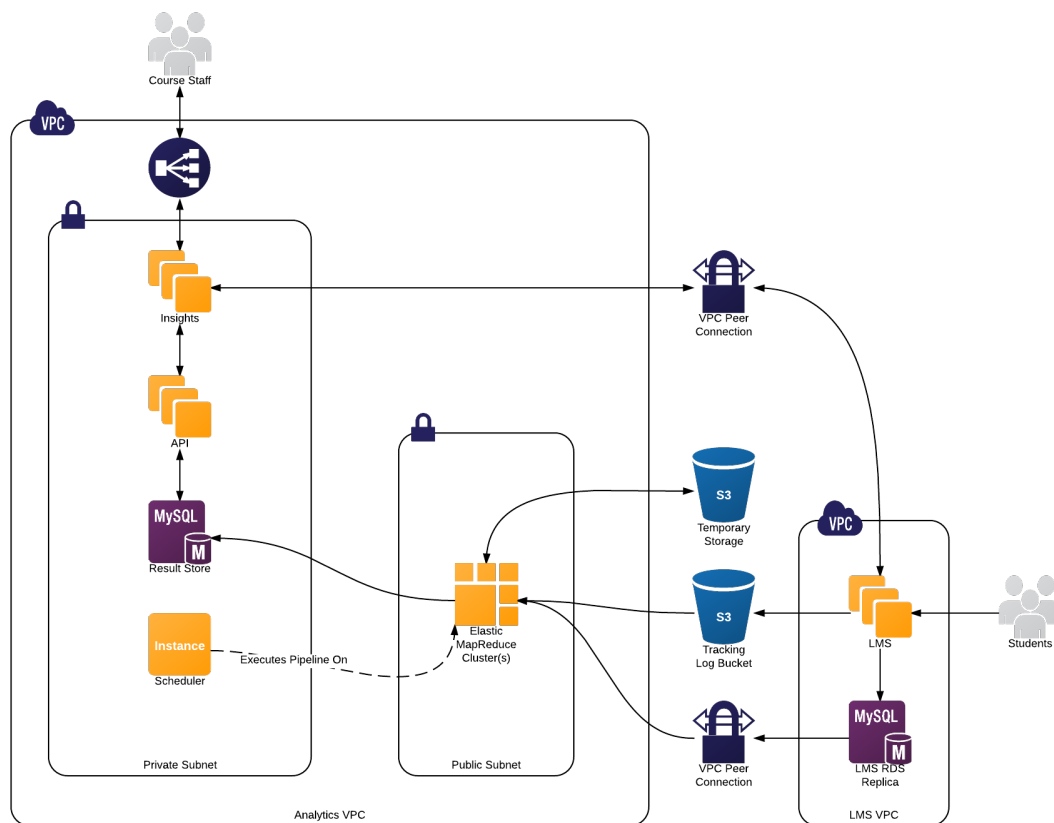 Course Staff
VPC
Insights
VPC Peer
Connection
API
S3
Temporary
Storage
MySQL
M
Result Store
VPC
Elastic
MapReduce
Cluster(s)
S3
Tracking
Log Bucket
LMS
Students
Instance
Scheduler
Executes Pipeline On
MySQL
M
LMS RDS
Replica
VPC Peer
Connection
Private Subnet
Public Subnet
Analytics VPC
LMS VPC